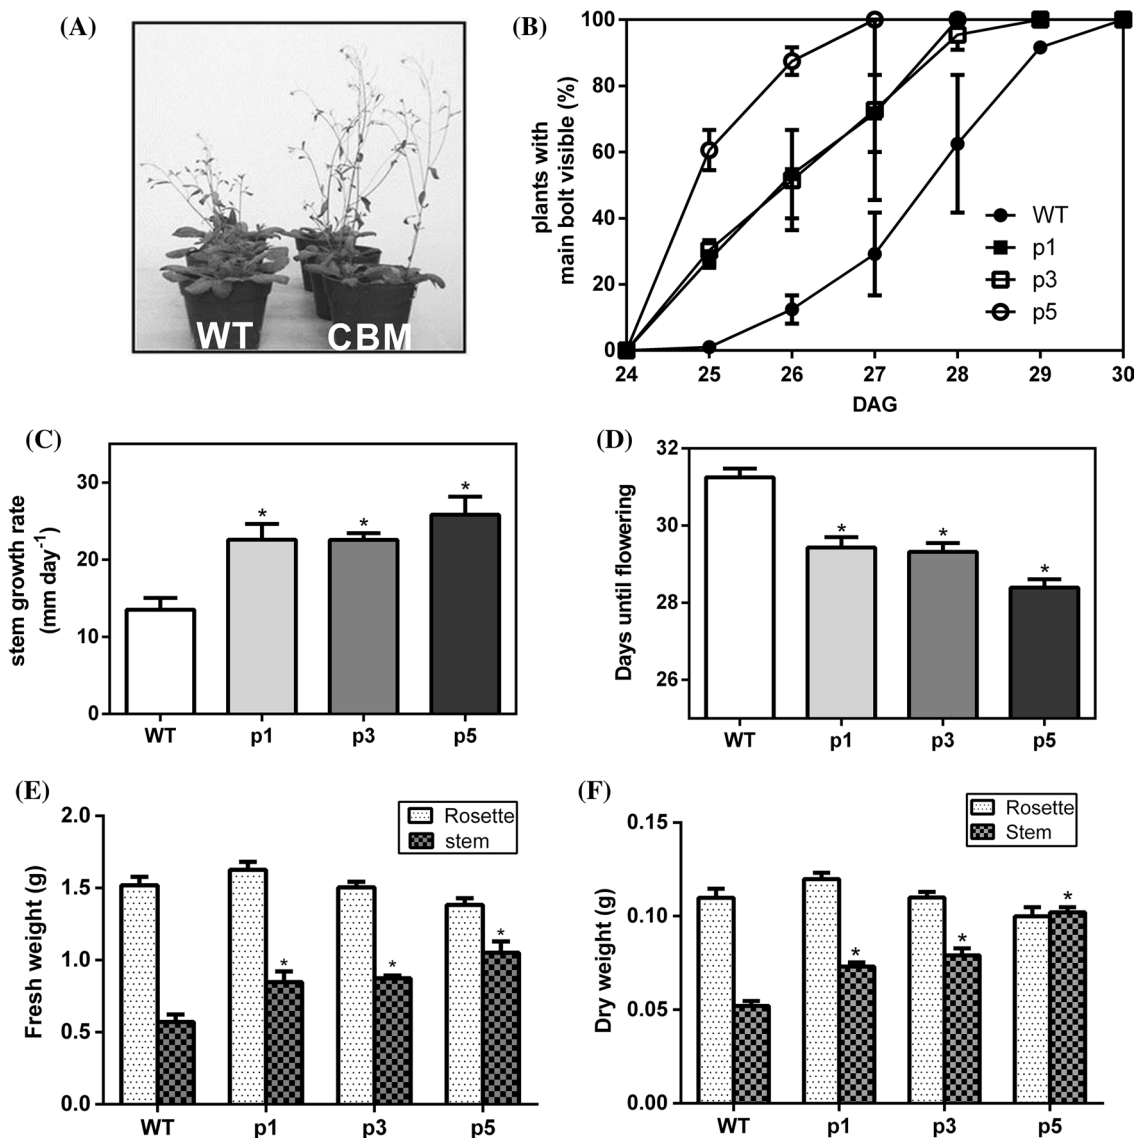 (A)
WT
CBM
(B)
plants with
main bolt visible (%)
100
80
60
40
20
0
24
25
26
27
28
29
30
DAG
WT
p1
p3
p5
(C)
stem growth rate
(mm day-1)
30
20
10
0
WT
p1
p3
p5
*
*
*
(D)
Days until flowering
32
30
28
26
WT
p1
p3
p5
*
*
*
(E)
Fresh weight (g)
2.0
1.5
1.0
0.5
0.0
Rosette
stem
*
*
*
WT
p1
p3
p5
(F)
Dry weight (g)
0.15
0.10
0.05
0.00
Rosette
Stem
*
*
*
WT
p1
p3
p5